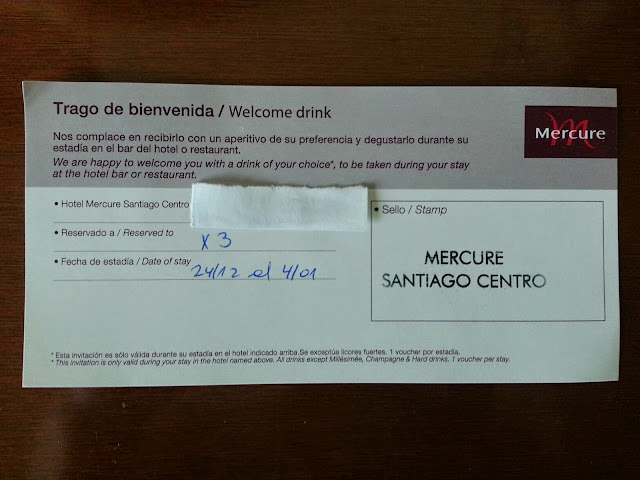 Trago de bienvenida / Welcome drink
Mercure
Nos complace en recibirlo con un aperitivo de su preferencia y degustarlo durante su
estadía en el bar del hotel o restaurant.
We are happy to welcome you with a drink of your choice*, to be taken during your stay
at the hotel bar or restaurant.
• Hotel Mercure Santiago Centro
• Reservado a / Reserved to
x 3
• Fecha de estadía / Date of stay
24/12 al 4/01
• Sello / Stamp
MERCURE
SANTIAGO CENTRO
* Esta invitación es sólo válida durante su estadía en el hotel indicado arriba.Se exceptúa licores fuertes. 1 voucher por estadía.
* This invitation is only valid during your stay in the hotel named above. All drinks except Millésimée, Champagne & Hard drinks. 1 voucher per stay.